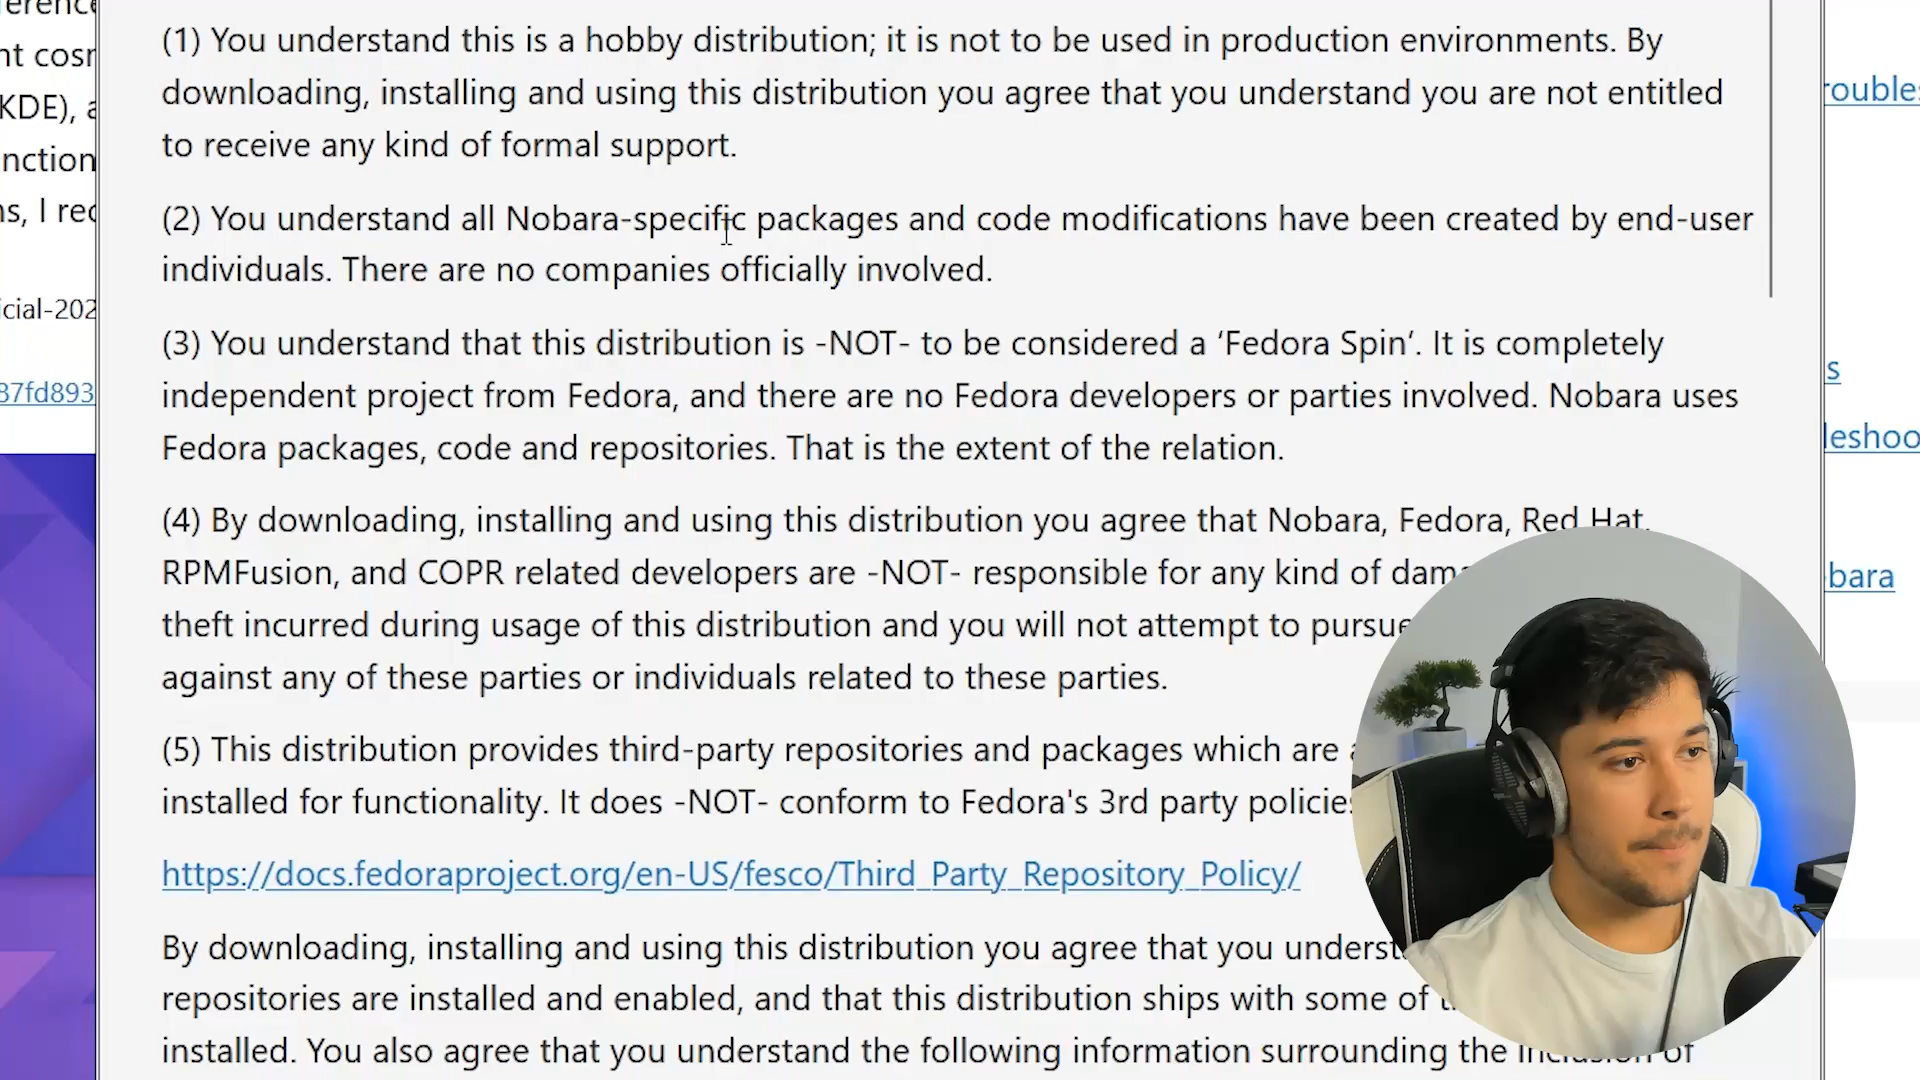 nt cosm
(KDE), a
nction
ns, I rec
icial-202
87fd893
(1) You understand this is a hobby distribution; it is not to be used in production environments. By
downloading, installing and using this distribution you agree that you understand you are not entitled
to receive any kind of formal support.
(2) You understand all Nobara-specific packages and code modifications have been created by end-user
individuals. There are no companies officially involved.
(3) You understand that this distribution is -NOT- to be considered a ‘Fedora Spin’. It is completely
independent project from Fedora, and there are no Fedora developers or parties involved. Nobara uses
Fedora packages, code and repositories. That is the extent of the relation.
(4) By downloading, installing and using this distribution you agree that Nobara, Fedora, Red Hat,
RPMFusion, and COPR related developers are -NOT- responsible for any kind of dama
theft incurred during usage of this distribution and you will not attempt to pursue
against any of these parties or individuals related to these parties.
(5) This distribution provides third-party repositories and packages which are
installed for functionality. It does -NOT- conform to Fedora's 3rd party policies
https://docs.fedoraproject.org/en-US/fesco/Third_Party_Repository_Policy/
By downloading, installing and using this distribution you agree that you underst
repositories are installed and enabled, and that this distribution ships with some of
installed. You also agree that you understand the following information surrounding the inclusion of
roubles
s
leshoo
bara